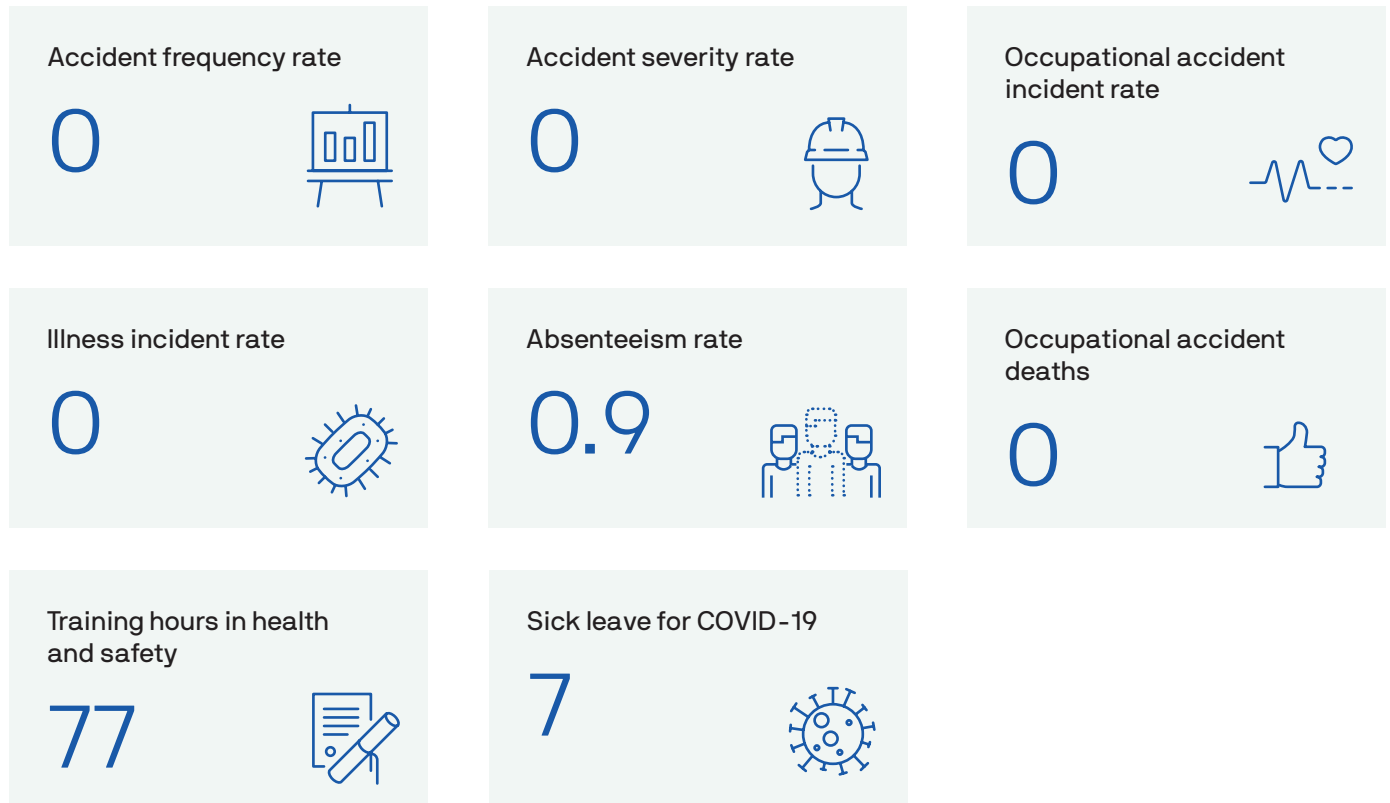 Accident frequency rate
0
Accident severity rate
0
Occupational accident
incident rate
0
Illness incident rate
0
Absenteeism rate
0.9
Occupational accident
deaths
0
Training hours in health
and safety
77
Sick leave for COVID-19
7